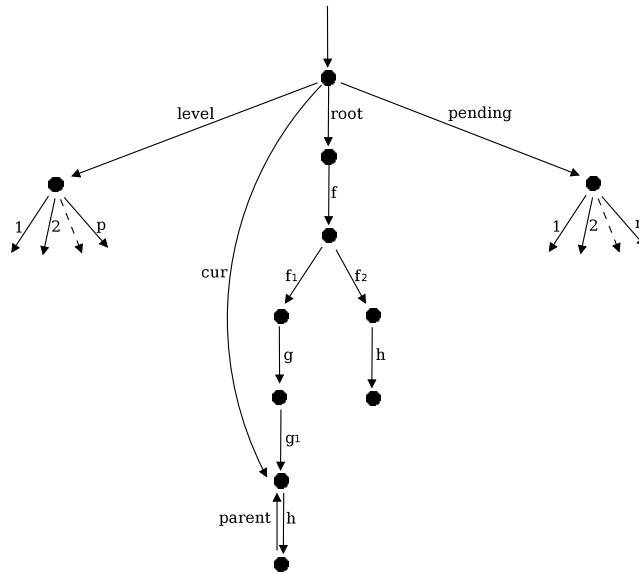 level
root
pending
f
1
2
p
1
2
f₁
f₂
cur
g
h
g₁
parent
h